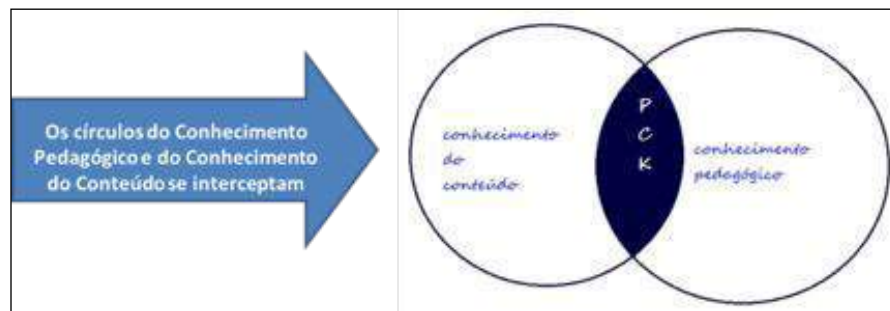 Os círculos do Conhecimento
Pedagógico e do Conhecimento
do Conteúdo se interceptam
conhecimento
do
conteúdo
P
C
K
conhecimento
pedagógico